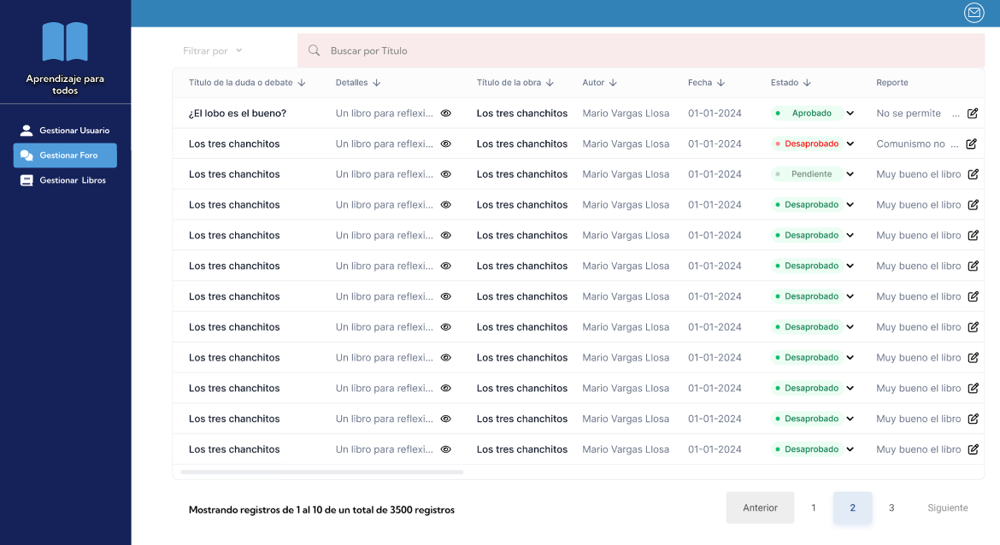 Aprendizaje para
todos
Gestionar Usuario
Gestionar Foro
Gestionar Libros
Filtrar por
Buscar por Título
Título de la duda o debate Detalles Título de la obra Autor Fecha Estado Reporte
¿El lobo es el bueno? Un libro para reflexi... Los tres chanchitos Mario Vargas Llosa 01-01-2024 Aprobado No se permite ...
Los tres chanchitos Un libro para reflexi... Los tres chanchitos Mario Vargas Llosa 01-01-2024 Desaprobado Comunismo no ...
Los tres chanchitos Un libro para reflexi... Los tres chanchitos Mario Vargas Llosa 01-01-2024 Pendiente Muy bueno el libro
Los tres chanchitos Un libro para reflexi... Los tres chanchitos Mario Vargas Llosa 01-01-2024 Desaprobado Muy bueno el libro
Los tres chanchitos Un libro para reflexi... Los tres chanchitos Mario Vargas Llosa 01-01-2024 Desaprobado Muy bueno el libro
Los tres chanchitos Un libro para reflexi... Los tres chanchitos Mario Vargas Llosa 01-01-2024 Desaprobado Muy bueno el libro
Los tres chanchitos Un libro para reflexi... Los tres chanchitos Mario Vargas Llosa 01-01-2024 Desaprobado Muy bueno el libro
Los tres chanchitos Un libro para reflexi... Los tres chanchitos Mario Vargas Llosa 01-01-2024 Desaprobado Muy bueno el libro
Los tres chanchitos Un libro para reflexi... Los tres chanchitos Mario Vargas Llosa 01-01-2024 Desaprobado Muy bueno el libro
Los tres chanchitos Un libro para reflexi... Los tres chanchitos Mario Vargas Llosa 01-01-2024 Desaprobado Muy bueno el libro
Los tres chanchitos Un libro para reflexi... Los tres chanchitos Mario Vargas Llosa 01-01-2024 Desaprobado Muy bueno el libro
Los tres chanchitos Un libro para reflexi... Los tres chanchitos Mario Vargas Llosa 01-01-2024 Desaprobado Muy bueno el libro
Mostrando registros de 1 al 10 de un total de 3500 registros
Anterior 1 2 3 Siguiente